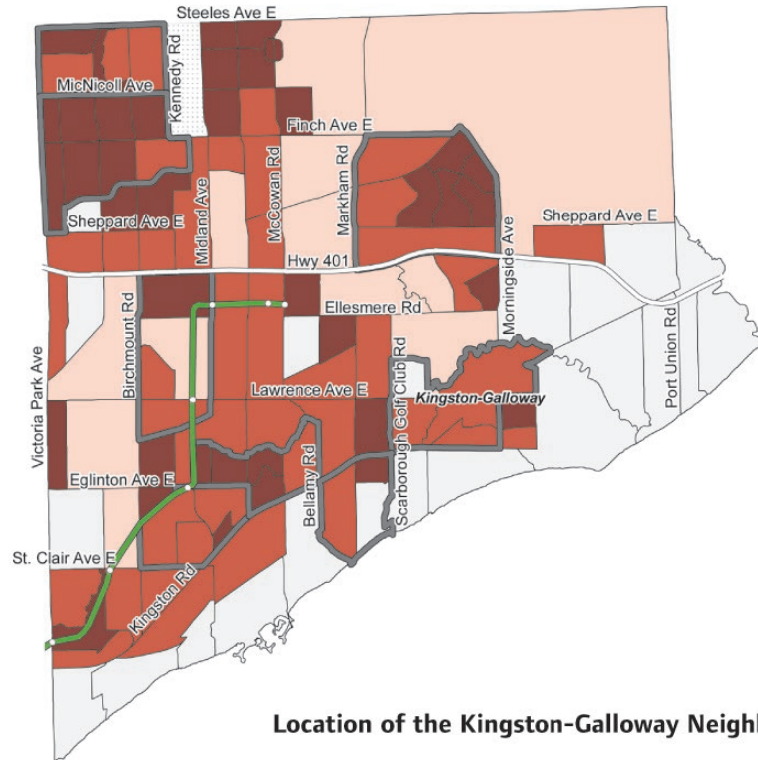 Steeles Ave E
Kennedy Rd
MicNicoll Ave
Finch Ave E
Midland Ave
McCowan Rd
Markham Rd
Sheppard Ave E
Sheppard Ave E
Hwy 401
Morningside Ave
Birchmount Rd
Ellesmere Rd
Port Union Rd
Victoria Park Ave
Lawrence Ave E
Scarborough Golf Club Rd
Kingston-Galloway
Eglinton Ave E
Bellamy Rd
St. Clair Ave E
Kingston Rd
Location of the Kingston-Galloway Neighl